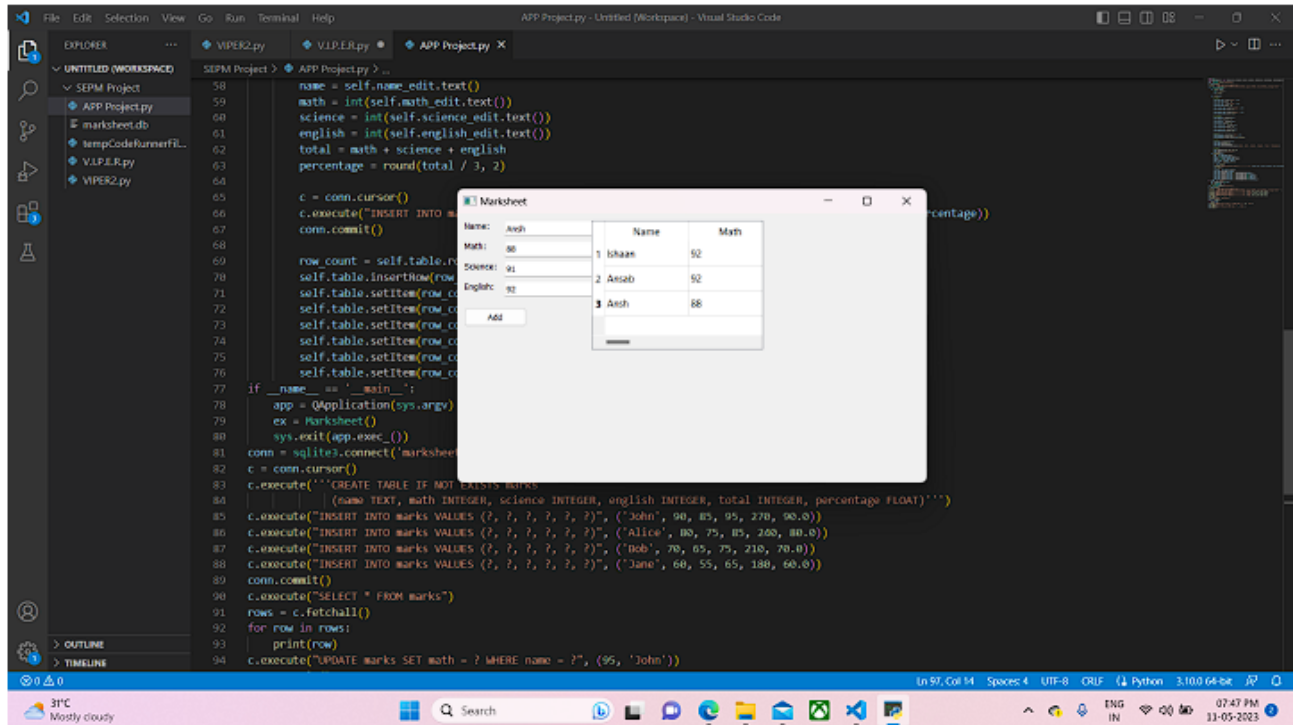 File Edit Selection View Go Run Terminal Help
APP Project.py - Untitled (Workspace) - Visual Studio Code
EXPLORER
VIPER2.py
V.I.P.E.R.py
APP Project.py
UNTITLED (WORKSPACE)
SEPM Project
APP Project.py
marksheet.db
tempCodeRunnerFil...
V.I.P.E.R.py
VIPER2.py
OUTLINE
TIMELINE
SEPM Project > APP Project.py > ...
58 name = self.name_edit.text()
59 math = int(self.math_edit.text())
60 science = int(self.science_edit.text())
61 english = int(self.english_edit.text())
62 total = math + science + english
63 percentage = round(total / 3, 2)
64
65 c = conn.cursor()
66 c.execute("INSERT INTO ma rcentage))
67 conn.commit()
68
69 row_count = self.table.ro
70 self.table.insertRow(row
71 self.table.setItem(row_co
72 self.table.setItem(row_co
73 self.table.setItem(row_co
74 self.table.setItem(row_co
75 self.table.setItem(row_co
76 self.table.setItem(row_co
77 if __name__ == '__main__':
78 app = QApplication(sys.argv)
79 ex = Marksheet()
80 sys.exit(app.exec_())
81 conn = sqlite3.connect('marksheet
82 c = conn.cursor()
83 c.execute('''CREATE TABLE IF NOT EXISTS marks
84 (name TEXT, math INTEGER, science INTEGER, english INTEGER, total INTEGER, percentage FLOAT)''')
85 c.execute("INSERT INTO marks VALUES (?, ?, ?, ?, ?, ?)", ('John', 90, 85, 95, 270, 90.0))
86 c.execute("INSERT INTO marks VALUES (?, ?, ?, ?, ?, ?)", ('Alice', 80, 75, 85, 240, 80.0))
87 c.execute("INSERT INTO marks VALUES (?, ?, ?, ?, ?, ?)", ('Bob', 70, 65, 75, 210, 70.0))
88 c.execute("INSERT INTO marks VALUES (?, ?, ?, ?, ?, ?)", ('Jane', 60, 55, 65, 180, 60.0))
89 conn.commit()
90 c.execute("SELECT * FROM marks")
91 rows = c.fetchall()
92 for row in rows:
93 print(row)
94 c.execute("UPDATE marks SET math = ? WHERE name = ?", (95, 'John'))
Marksheet
Name: Ansh
Math: 88
Science: 91
English: 92
Add
Name Math
1 Ishaan 92
2 Ansab 92
3 Ansh 88
0 0
Ln 97, Col 14 Spaces: 4 UTF-8 CRLF Python 3.10.0 64-bit
31°C
Mostly cloudy
Search
ENG
IN
07:47 PM
11-05-2023
2